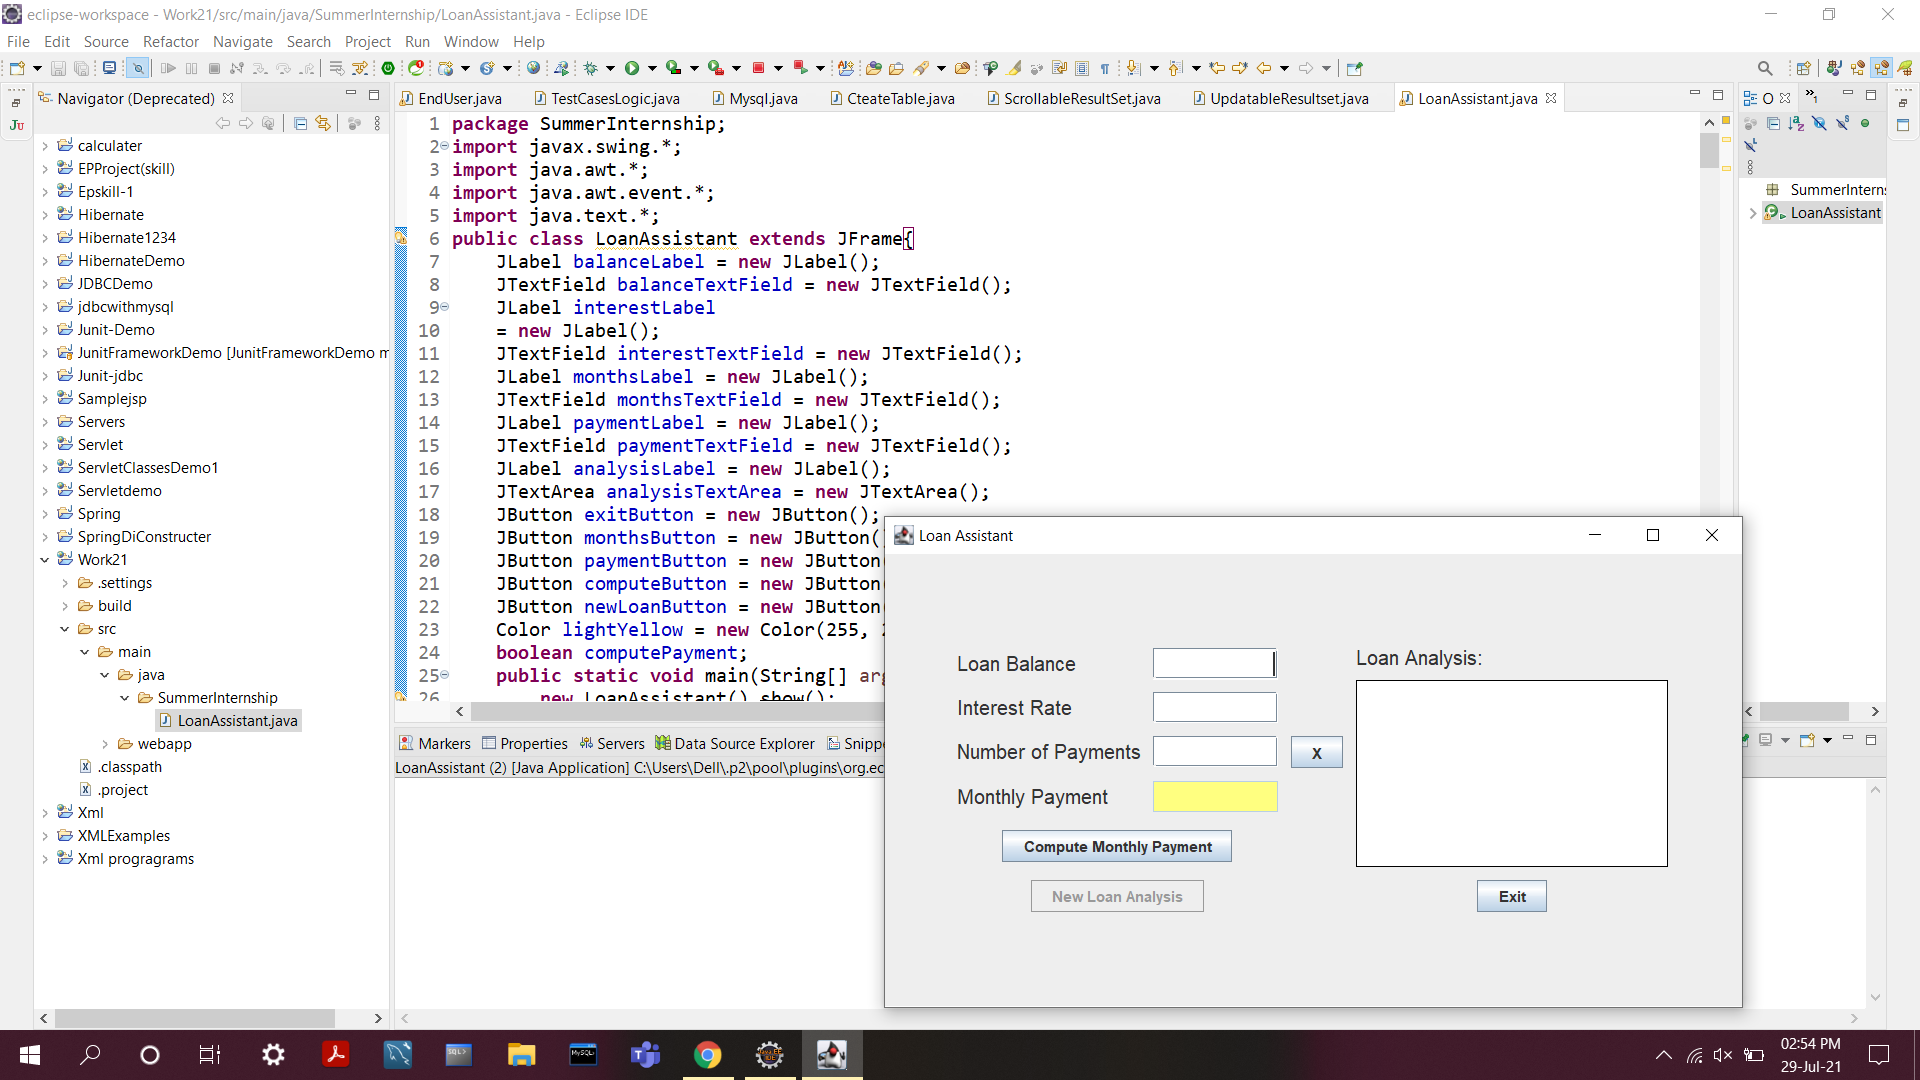 eclipse-workspace - Work21/src/main/java/SummerInternship/LoanAssistant.java - Eclipse IDE
File Edit Source Refactor Navigate Search Project Run Window Help
Navigator (Deprecated)
EndUser.java TestCasesLogic.java Mysql.java CteateTable.java ScrollableResultSet.java UpdatableResultset.java LoanAssistant.java
calculater
EPProject(skill)
Epskill-1
Hibernate
Hibernate1234
HibernateDemo
JDBCDemo
jdbcwithmysql
Junit-Demo
JunitFrameworkDemo [JunitFrameworkDemo m
Junit-jdbc
Samplejsp
Servers
Servlet
ServletClassesDemo1
Servletdemo
Spring
SpringDiConstructer
Work21
.settings
build
src
main
java
SummerInternship
LoanAssistant.java
webapp
.classpath
.project
Xml
XMLExamples
Xml progragrams
1 package SummerInternship;
2 import javax.swing.*;
3 import java.awt.*;
4 import java.awt.event.*;
5 import java.text.*;
6 public class LoanAssistant extends JFrame{
7 JLabel balanceLabel = new JLabel();
8 JTextField balanceTextField = new JTextField();
9 JLabel interestLabel
10 = new JLabel();
11 JTextField interestTextField = new JTextField();
12 JLabel monthsLabel = new JLabel();
13 JTextField monthsTextField = new JTextField();
14 JLabel paymentLabel = new JLabel();
15 JTextField paymentTextField = new JTextField();
16 JLabel analysisLabel = new JLabel();
17 JTextArea analysisTextArea = new JTextArea();
18 JButton exitButton = new JButton();
19 JButton monthsButton = new JButton(
20 JButton paymentButton = new JButton
21 JButton computeButton = new JButton
22 JButton newLoanButton = new JButton
23 Color lightYellow = new Color(255,
24 boolean computePayment;
25 public static void main(String[] arg
26 new LoanAssistant().show();
SummerIntern
LoanAssistant
Markers Properties Servers Data Source Explorer Snipp
LoanAssistant (2) [Java Application] C:\Users\Dell\.p2\pool\plugins\org.ec
Loan Assistant
Loan Balance
Interest Rate
Number of Payments
X
Monthly Payment
Compute Monthly Payment
New Loan Analysis
Loan Analysis:
Exit
02:54 PM
29-Jul-21